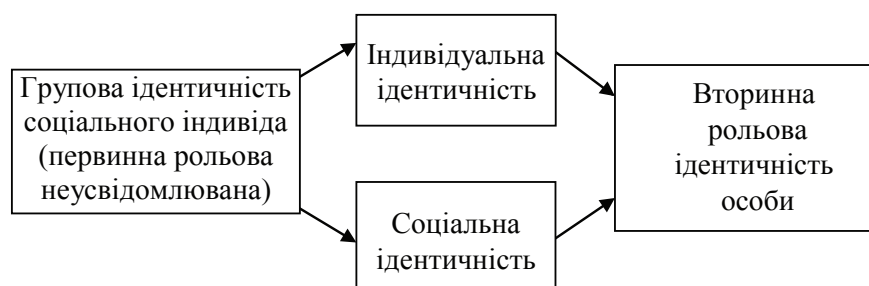 Групова ідентичність
соціального індивіда
(первинна рольова
неусвідомлювана)
Індивідуальна
ідентичність
Соціальна
ідентичність
Вторинна
рольова
ідентичність
особи